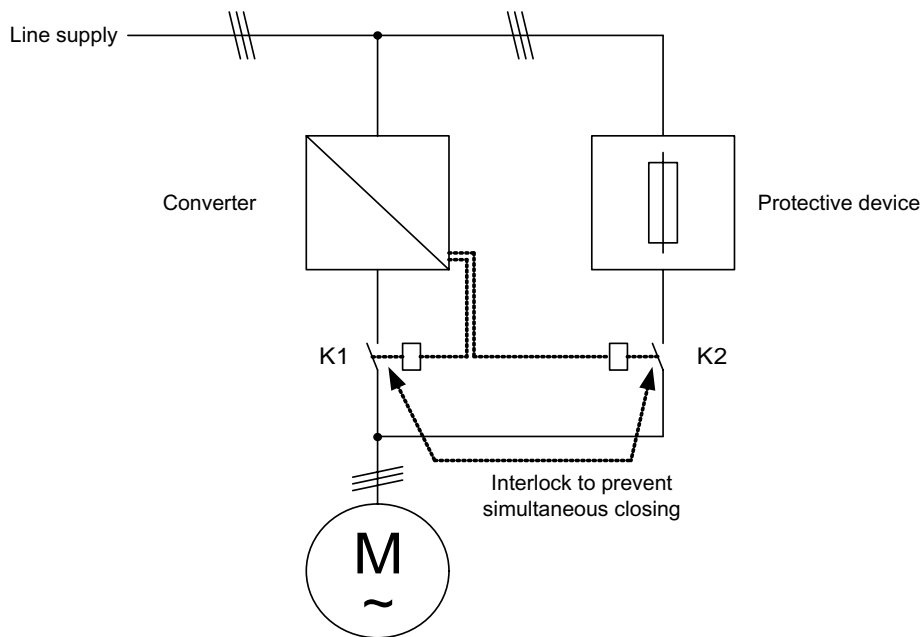 Line supply
Converter
Protective device
K1
K2
Interlock to prevent
simultaneous closing
M
~